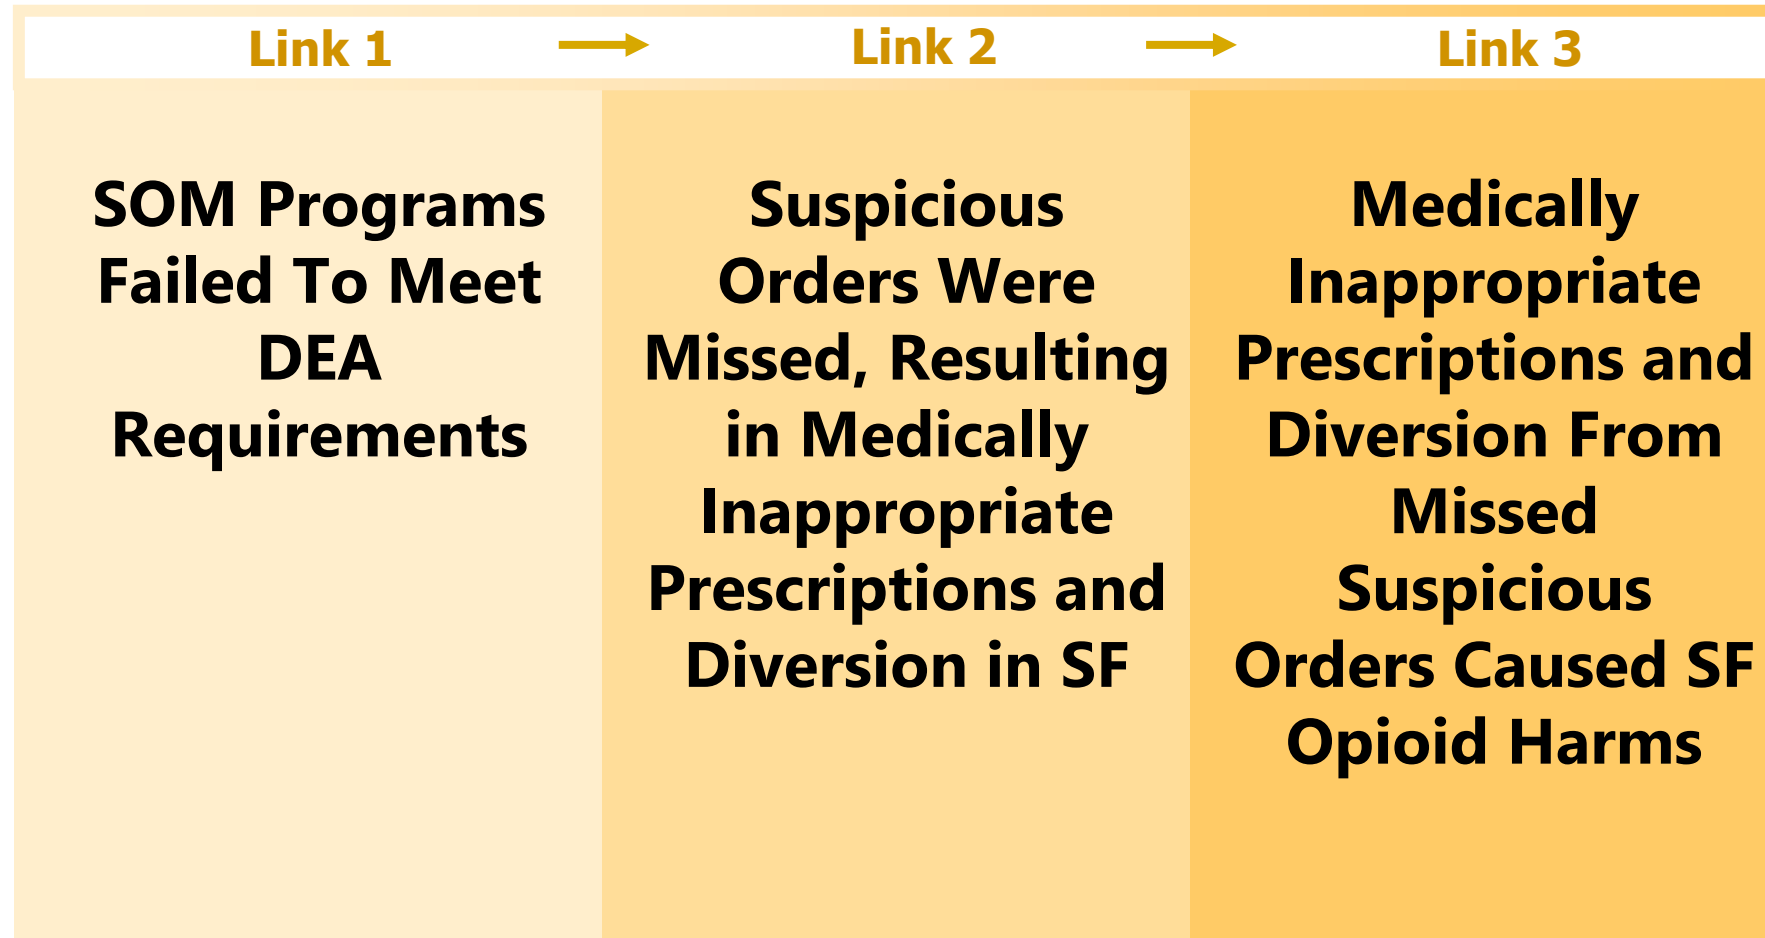 Link 1 → Link 2 → Link 3
SOM Programs
Failed To Meet
DEA
Requirements
Suspicious
Orders Were
Missed, Resulting
in Medically
Inappropriate
Prescriptions and
Diversion in SF
Medically
Inappropriate
Prescriptions and
Diversion From
Missed
Suspicious
Orders Caused SF
Opioid Harms